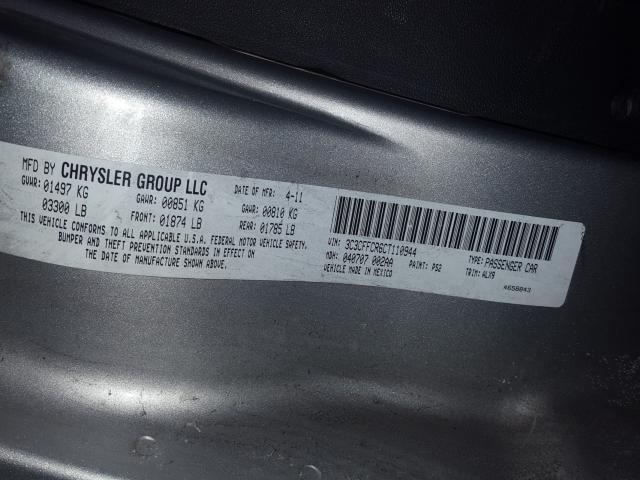 MFD BY CHRYSLER GROUP LLC
DATE OF MFR: 4-11
GVWR: 01497 KG GAWR: 00851 KG GAWR: 00810 KG
03300 LB FRONT: 01874 LB REAR: 01785 LB
THIS VEHICLE CONFORMS TO ALL APPLICABLE U.S.A. FEDERAL MOTOR VEHICLE SAFETY,
BUMPER AND THEFT PREVENTION STANDARDS IN EFFECT ON
THE DATE OF MANUFACTURE SHOWN ABOVE.
VIN: 3C3CFFCR6CT110944 TYPE: PASSENGER CAR
MDH: 040707 002AA PAINT: PS2 TRIM: ALX9
MADE IN MEXICO
4658843